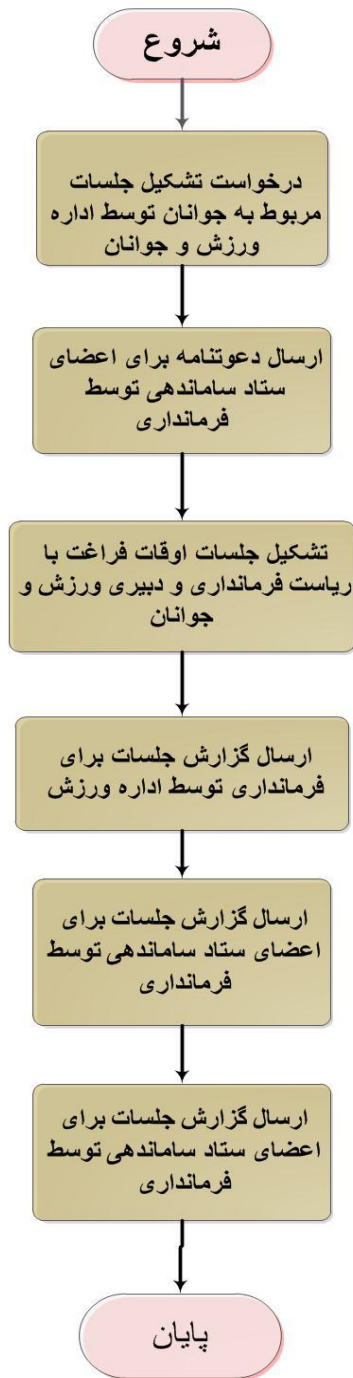 شروع
درخواست تشکیل جلسات
مربوط به جوانان توسط اداره
ورزش و جوانان
ارسال دعوتنامه برای اعضای
ستاد ساماندهی توسط
فرمانداری
تشکیل جلسات اوقات فراغت با
ریاست فرمانداری و دبیری ورزش و
جوانان
ارسال گزارش جلسات برای
فرمانداری توسط اداره ورزش
ارسال گزارش جلسات برای
اعضای ستاد ساماندهی توسط
فرمانداری
ارسال گزارش جلسات برای
اعضای ستاد ساماندهی توسط
فرمانداری
پایان